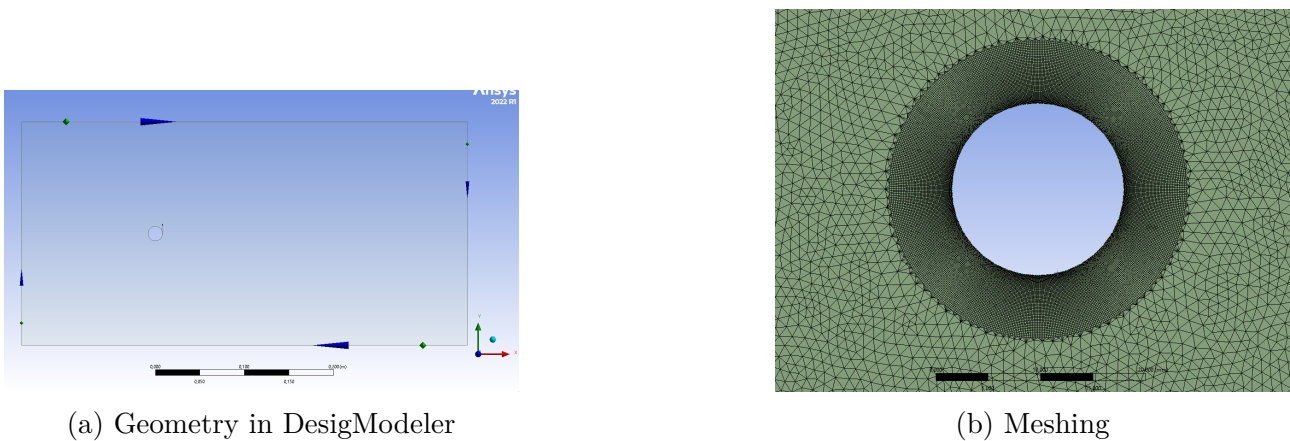 Ansys
2022 R1
Y
X
0,000 0,100 0,200 (m)
0,050 0,150
(a) Geometry in DesigModeler
(b) Meshing